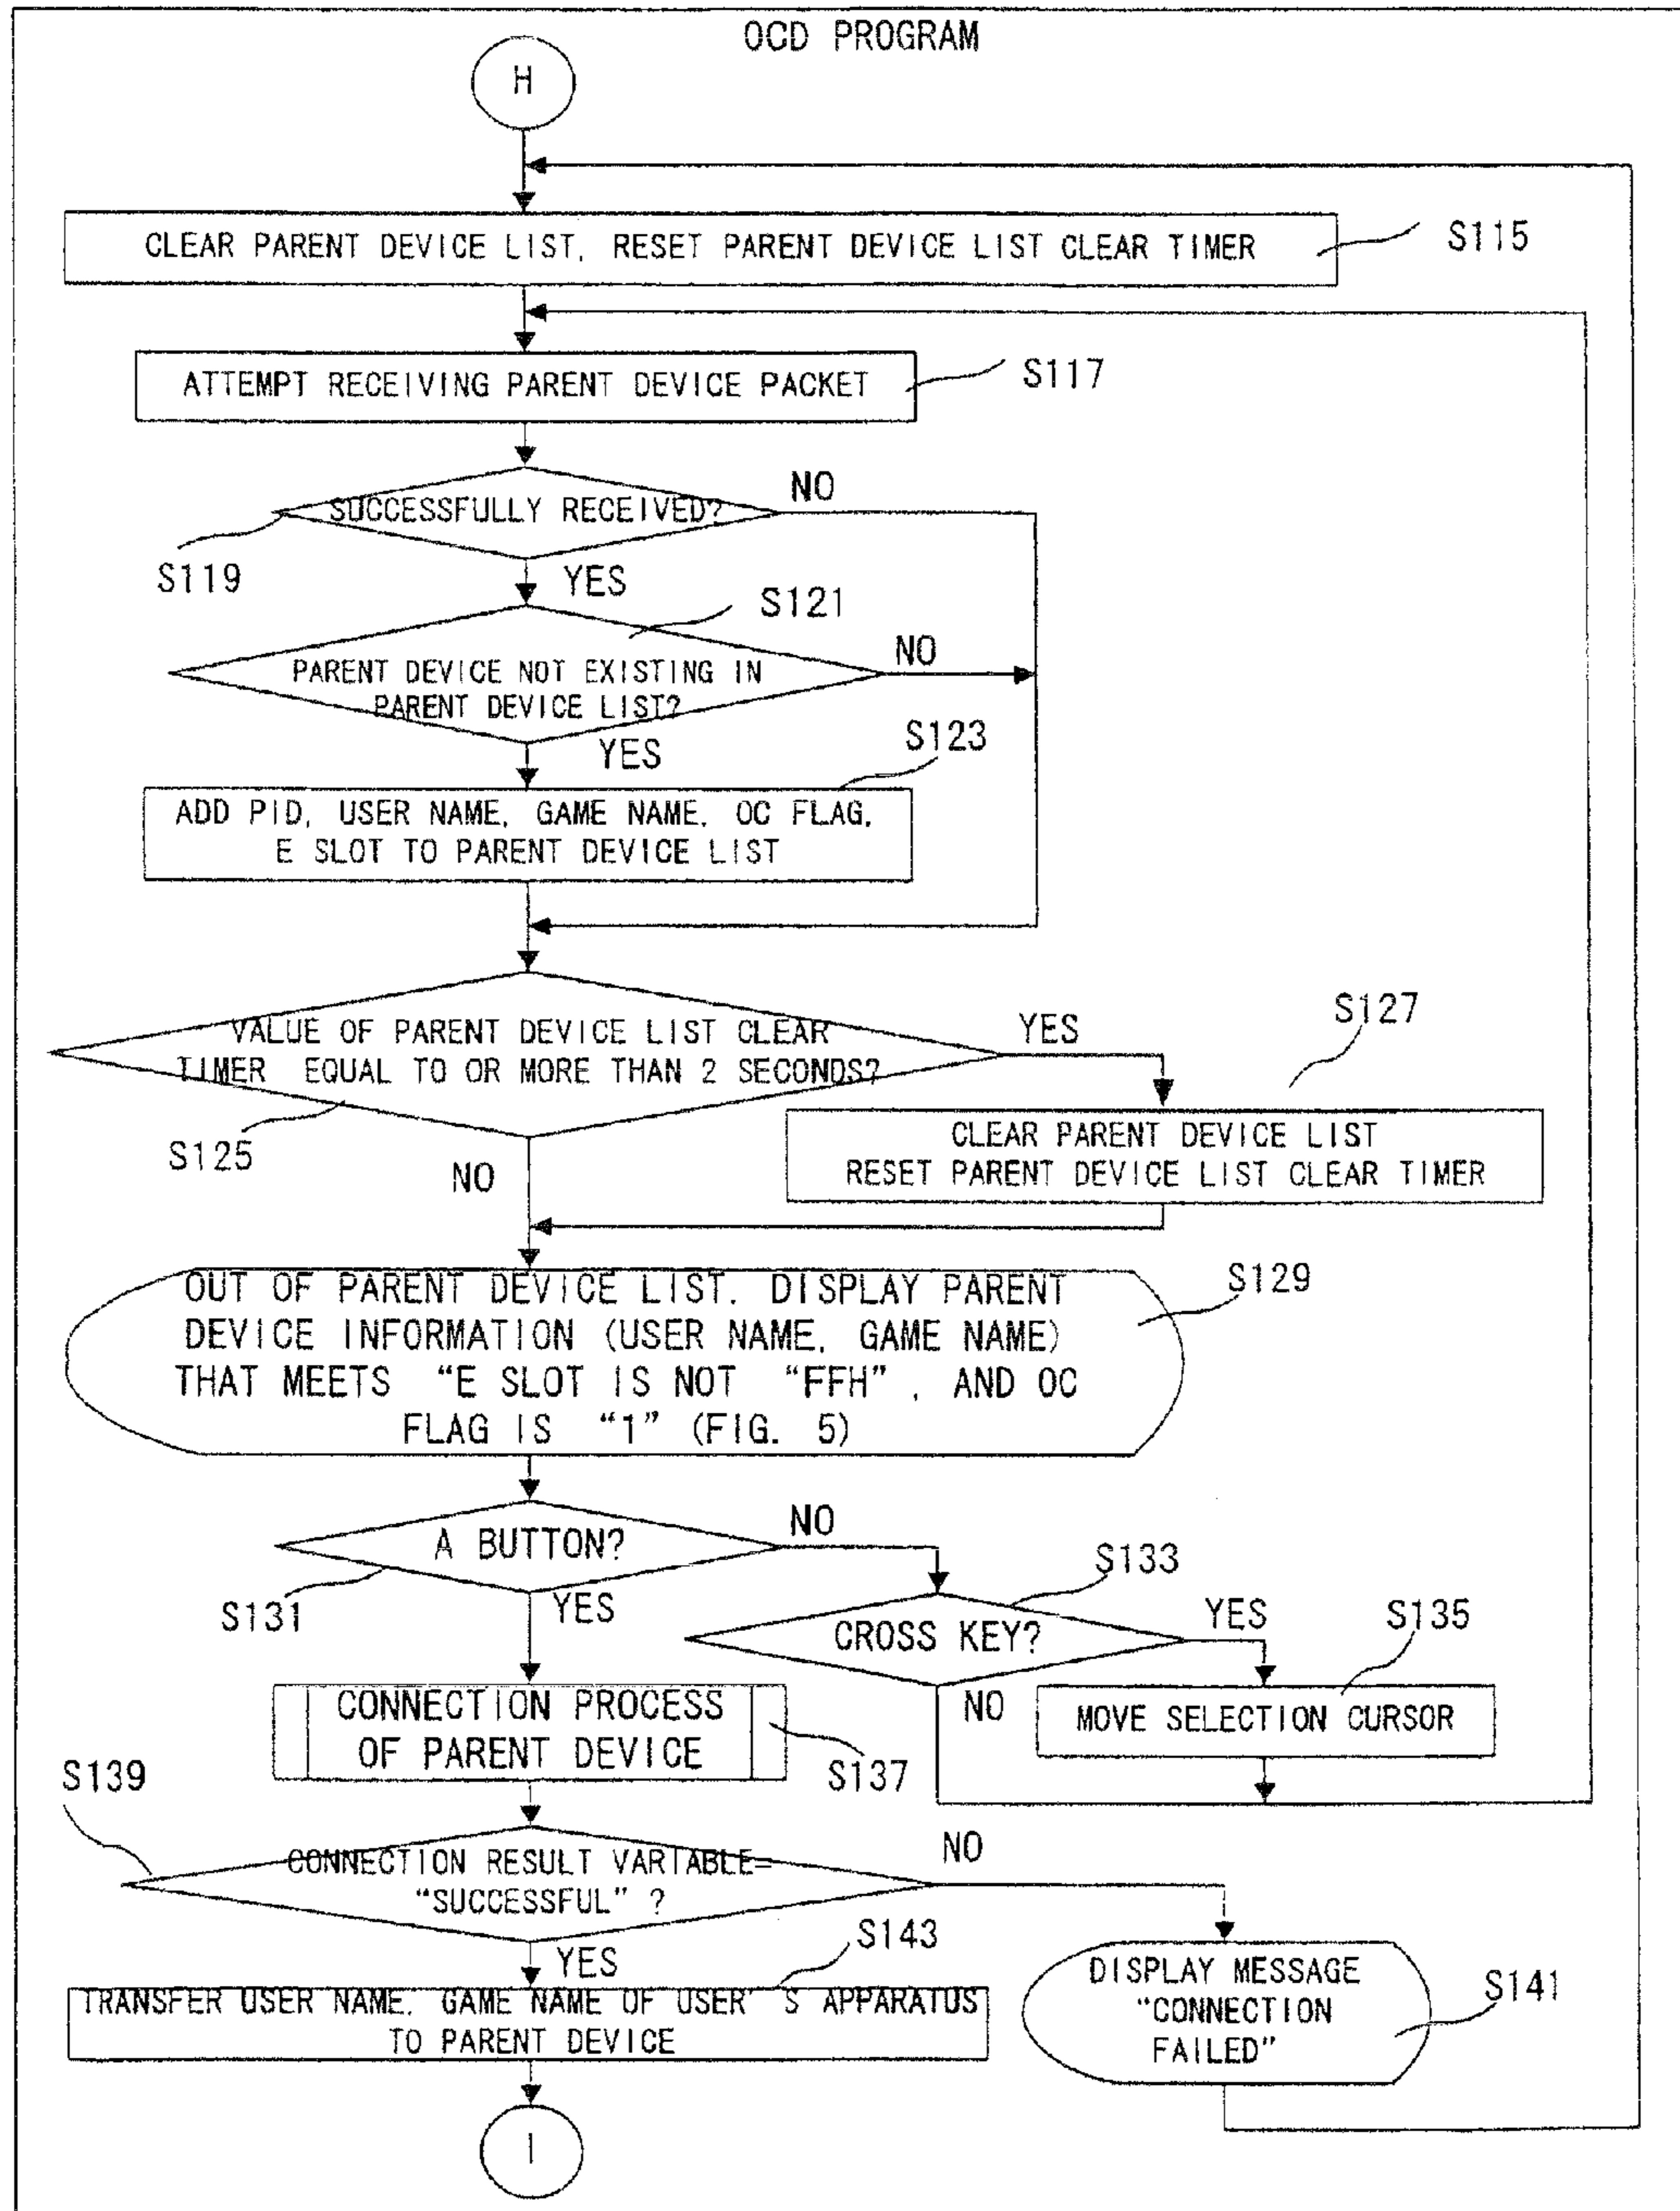 OCD PROGRAM
H
CLEAR PARENT DEVICE LIST, RESET PARENT DEVICE LIST CLEAR TIMER
S115
ATTEMPT RECEIVING PARENT DEVICE PACKET
S117
SUCCESSFULLY RECEIVED?
NO
S119
YES
S121
PARENT DEVICE NOT EXISTING IN
PARENT DEVICE LIST?
NO
YES
S123
ADD PID, USER NAME, GAME NAME, OC FLAG,
E SLOT TO PARENT DEVICE LIST
VALUE OF PARENT DEVICE LIST CLEAR
TIMER EQUAL TO OR MORE THAN 2 SECONDS?
YES
S127
S125
NO
CLEAR PARENT DEVICE LIST
RESET PARENT DEVICE LIST CLEAR TIMER
OUT OF PARENT DEVICE LIST, DISPLAY PARENT
DEVICE INFORMATION (USER NAME, GAME NAME)
THAT MEETS “E SLOT IS NOT “FFH”, AND OC
FLAG IS “1” (FIG. 5)
S129
A BUTTON?
NO
S131
YES
S133
CROSS KEY?
YES
S135
NO
MOVE SELECTION CURSOR
CONNECTION PROCESS
OF PARENT DEVICE
S137
S139
CONNECTION RESULT VARIABLE=
“SUCCESSFUL” ?
NO
YES
S143
TRANSFER USER NAME, GAME NAME OF USER’S APPARATUS
TO PARENT DEVICE
DISPLAY MESSAGE
“CONNECTION
FAILED”
S141
I